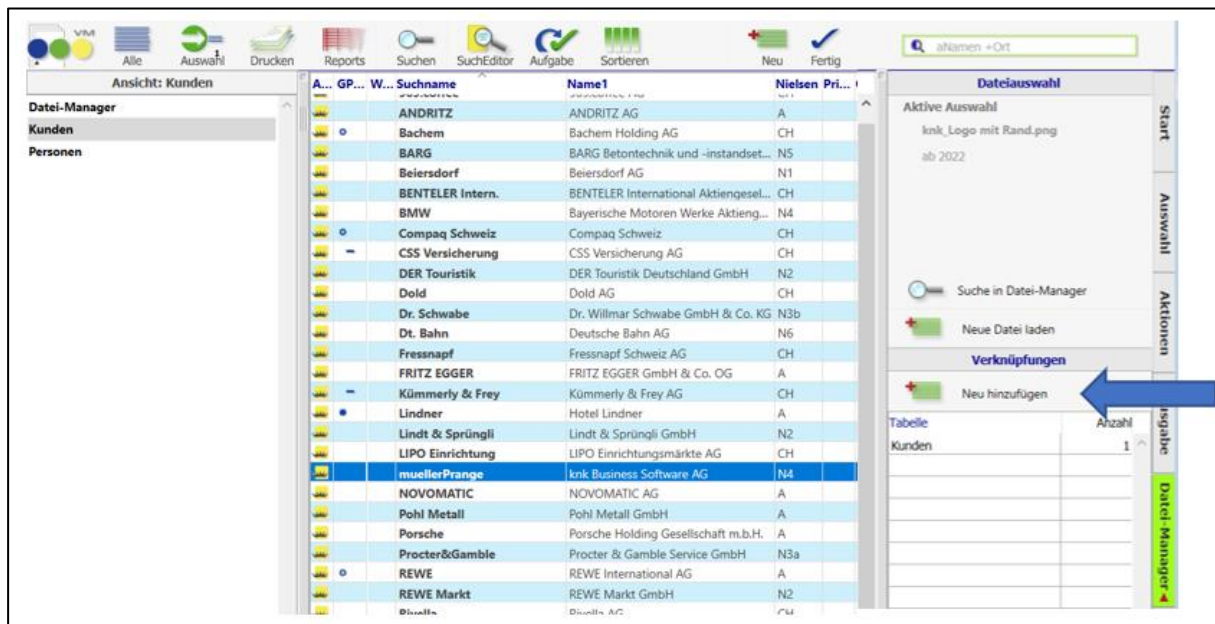 VM
Alle
1
Auswahl
Drucken
Reports
Suchen
SuchEditor
Aufgabe
Sortieren
Neu
Fertig
aNamen +Ort
Ansicht: Kunden
Datei-Manager
Kunden
Personen
A... GP... W... Suchname Name1 Nielsen Pri...
ANDRITZ ANDRITZ AG A
Bachem Bachem Holding AG CH
BARG BARG Betontechnik und -instandset... N5
Beiersdorf Beiersdorf AG N1
BENTELER Intern. BENTELER International Aktiengesel... CH
BMW Bayerische Motoren Werke Aktieng... N4
Compaq Schweiz Compaq Schweiz CH
CSS Versicherung CSS Versicherung AG CH
DER Touristik DER Touristik Deutschland GmbH N2
Dold Dold AG CH
Dr. Schwabe Dr. Willmar Schwabe GmbH & Co. KG N3b
Dt. Bahn Deutsche Bahn AG N6
Fressnapf Fressnapf Schweiz AG CH
FRITZ EGGER FRITZ EGGER GmbH & Co. OG A
Kümmerly & Frey Kümmerly & Frey AG CH
Lindner Hotel Lindner A
Lindt & Sprüngli Lindt & Sprüngli GmbH N2
LIPO Einrichtung LIPO Einrichtungsmärkte AG CH
muellerPrange knk Business Software AG N4
NOVOMATIC NOVOMATIC AG A
Pohl Metall Pohl Metall GmbH A
Porsche Porsche Holding Gesellschaft m.b.H. A
Procter&Gamble Procter & Gamble Service GmbH N3a
REWE REWE International AG A
REWE Markt REWE Markt GmbH N2
Dateiauswahl
Aktive Auswahl
knk_Logo mit Rand.png
ab 2022
Suche in Datei-Manager
Neue Datei laden
Verknüpfungen
Neu hinzufügen
Tabelle Anzahl
Kunden 1
Start
Auswahl
Aktionen
usgabe
Datei-Manager